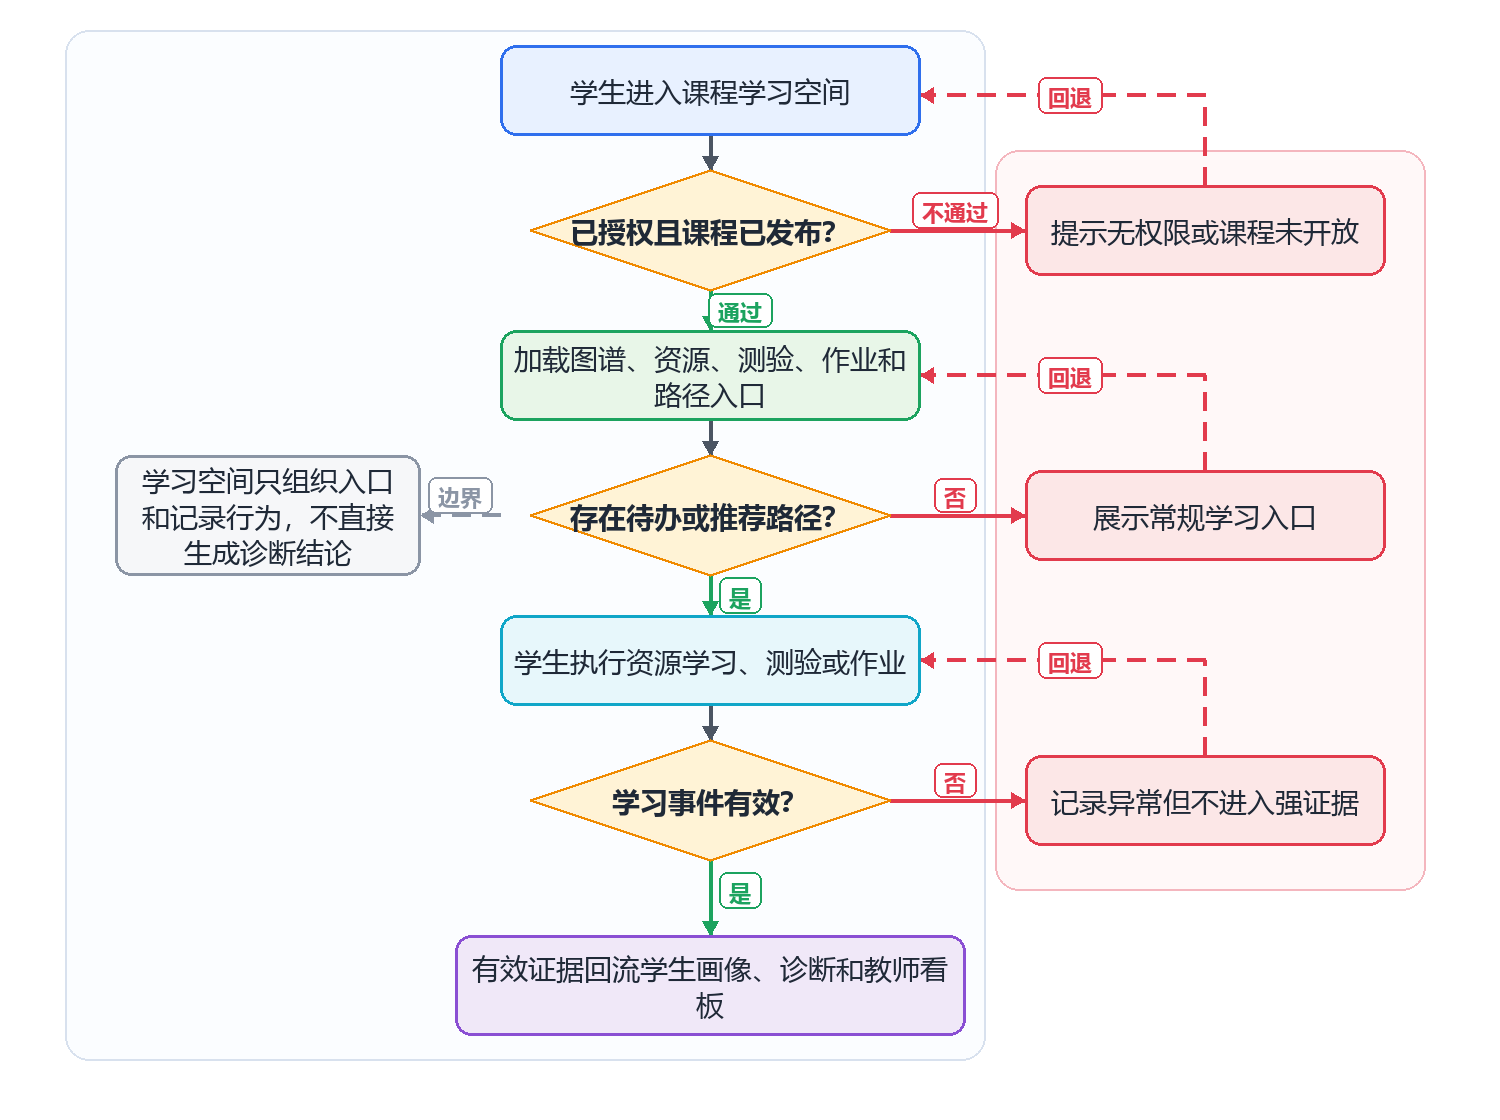 学生进入课程学习空间
回退
已授权且课程已发布？
不通过
提示无权限或课程未开放
通过
加载图谱、资源、测验、作业和
路径入口
回退
学习空间只组织入口
和记录行为，不直接
生成诊断结论
边界
存在待办或推荐路径？
否
展示常规学习入口
是
学生执行资源学习、测验或作业
回退
学习事件有效？
否
记录异常但不进入强证据
是
有效证据回流学生画像、诊断和教师看
板